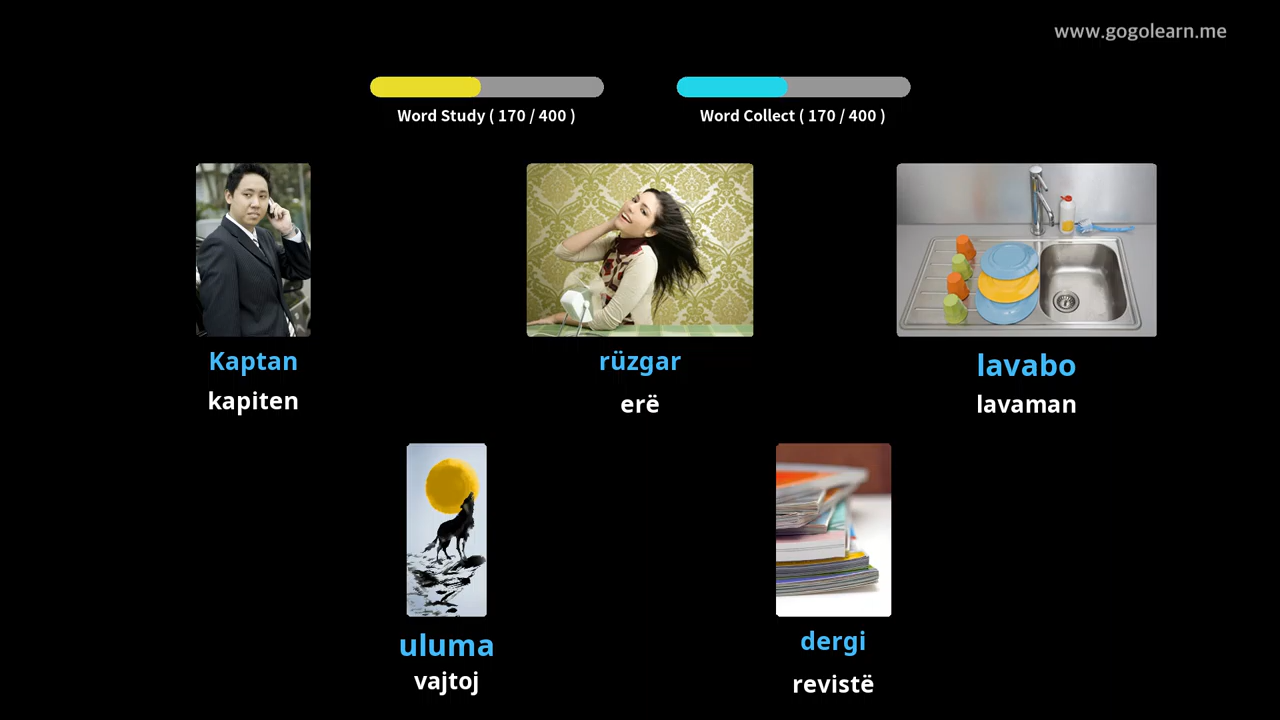 www.gogolearn.me
Word Study ( 170 / 400 )
Word Collect ( 170 / 400 )
Kaptan
kapiten
rüzgar
erë
lavabo
lavaman
uluma
vajtoj
dergi
revistë